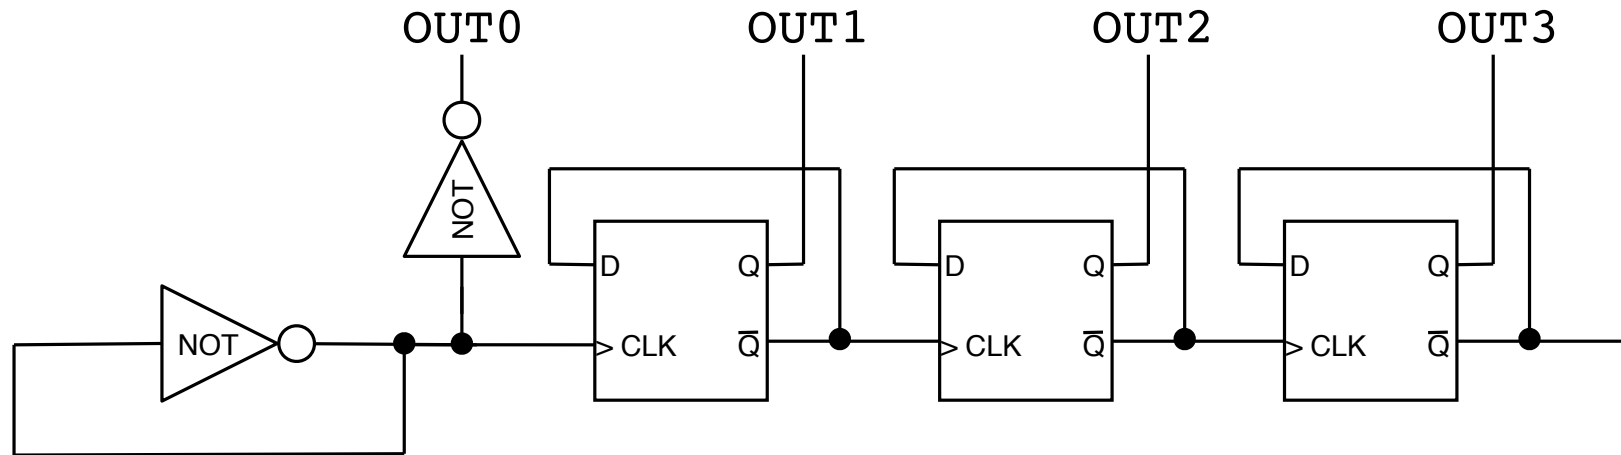 OUT0 OUT1 OUT2 OUT3
NOT
D Q D Q D Q
NOT > CLK Q̅ > CLK Q̅ > CLK Q̅